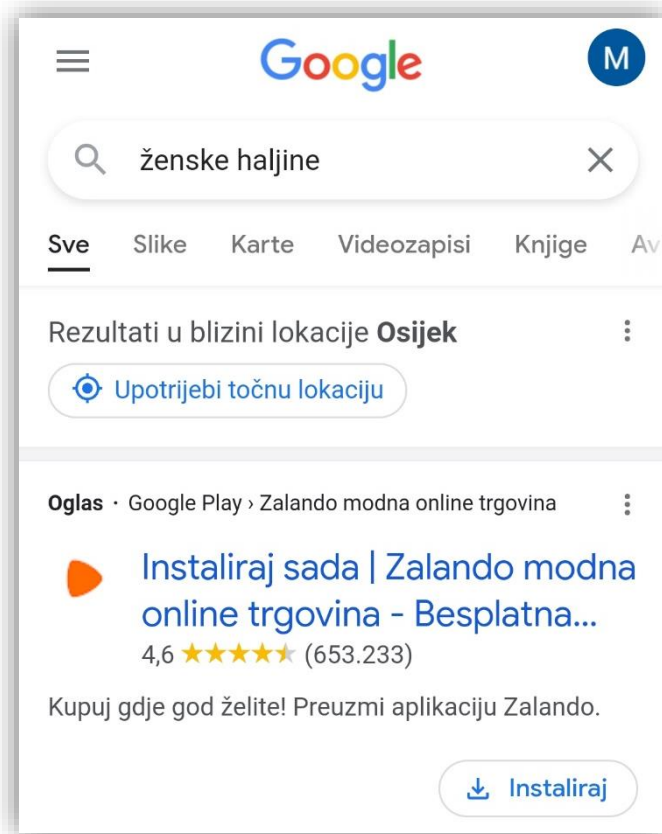 Google
M
ženske haljine
Sve Slike Karte Videozapisi Knjige Av
Rezultati u blizini lokacije Osijek
Upotrijebi točnu lokaciju
Oglas · Google Play › Zalando modna online trgovina
Instaliraj sada | Zalando modna
online trgovina - Besplatna...
4,6 (653.233)
Kupuj gdje god želite! Preuzmi aplikaciju Zalando.
Instaliraj